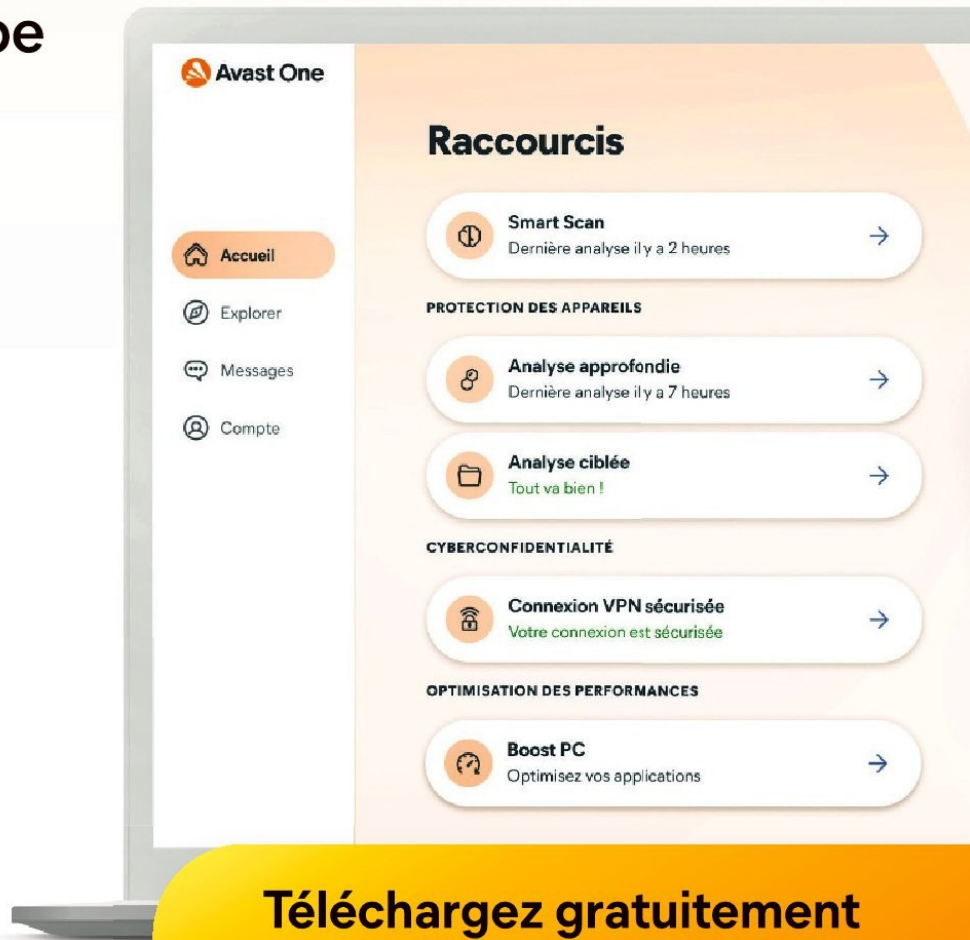 Avast One
Raccourcis
Smart Scan
Dernière analyse il y a 2 heures
Accueil
Explorer
PROTECTION DES APPAREILS
Messages
Analyse approfondie
Dernière analyse il y a 7 heures
Compte
Analyse ciblée
Tout va bien !
CYBERCONFIDENTIALITÉ
Connexion VPN sécurisée
Votre connexion est sécurisée
OPTIMISATION DES PERFORMANCES
Boost PC
Optimisez vos applications
Téléchargez gratuitement